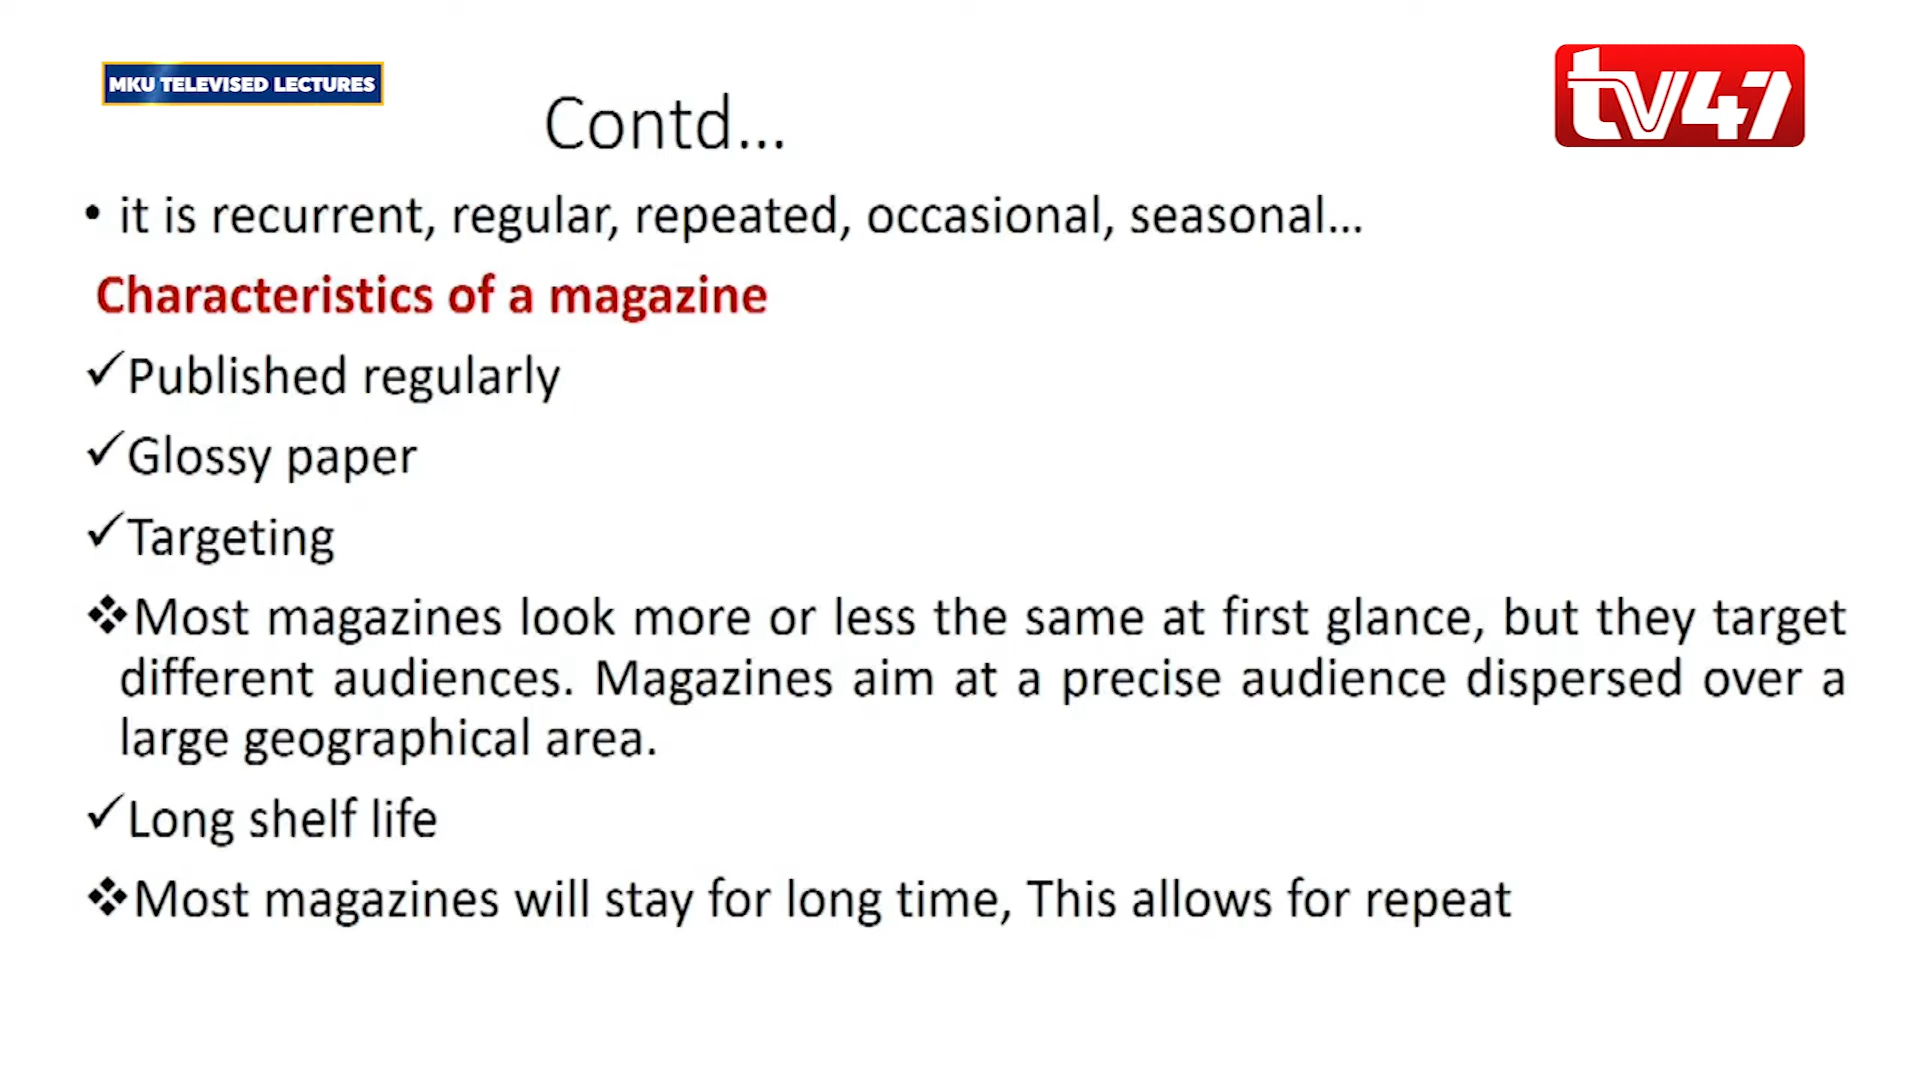 MKU TELEVISED LECTURES
tv47
Contd...
• it is recurrent, regular, repeated, occasional, seasonal...
Characteristics of a magazine
✓Published regularly
✓Glossy paper
✓Targeting
❖Most magazines look more or less the same at first glance, but they target
different audiences. Magazines aim at a precise audience dispersed over a
large geographical area.
✓Long shelf life
❖Most magazines will stay for long time, This allows for repeat